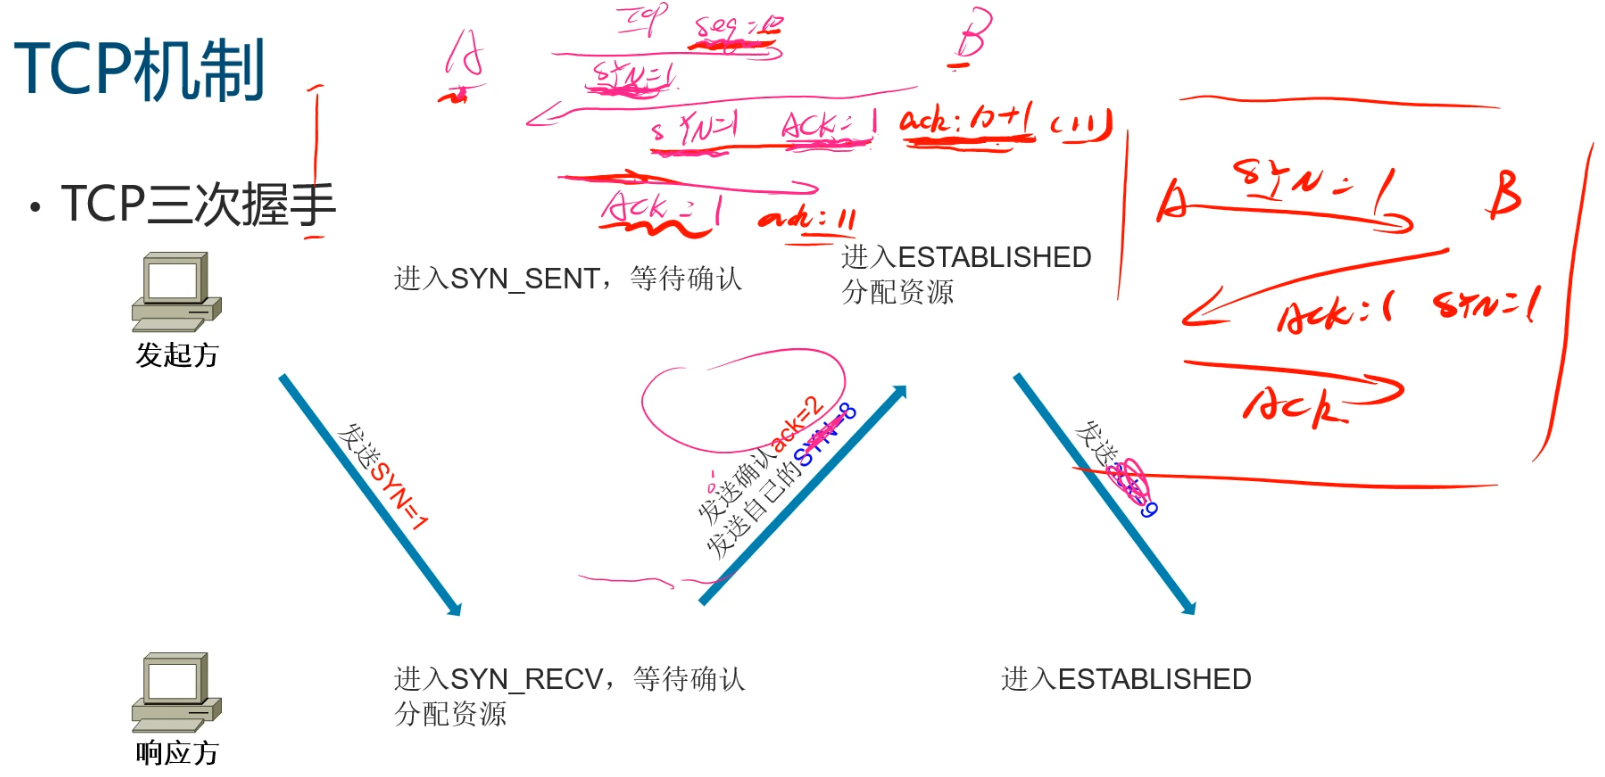 TCP机制
A
TCP seq=10
B
SYN=1
SYN=1 ACK=1 ack:10+1 (11)
ACK=1 ack:11
• TCP三次握手
A SYN=1 B
ACK=1 SYN=1
ACK
进入SYN_SENT，等待确认
进入ESTABLISHED
分配资源
发起方
发送SYN=1
发送确认ack=2
发送自己的SYN=8
发送ack=9
进入SYN_RECV，等待确认
分配资源
进入ESTABLISHED
响应方